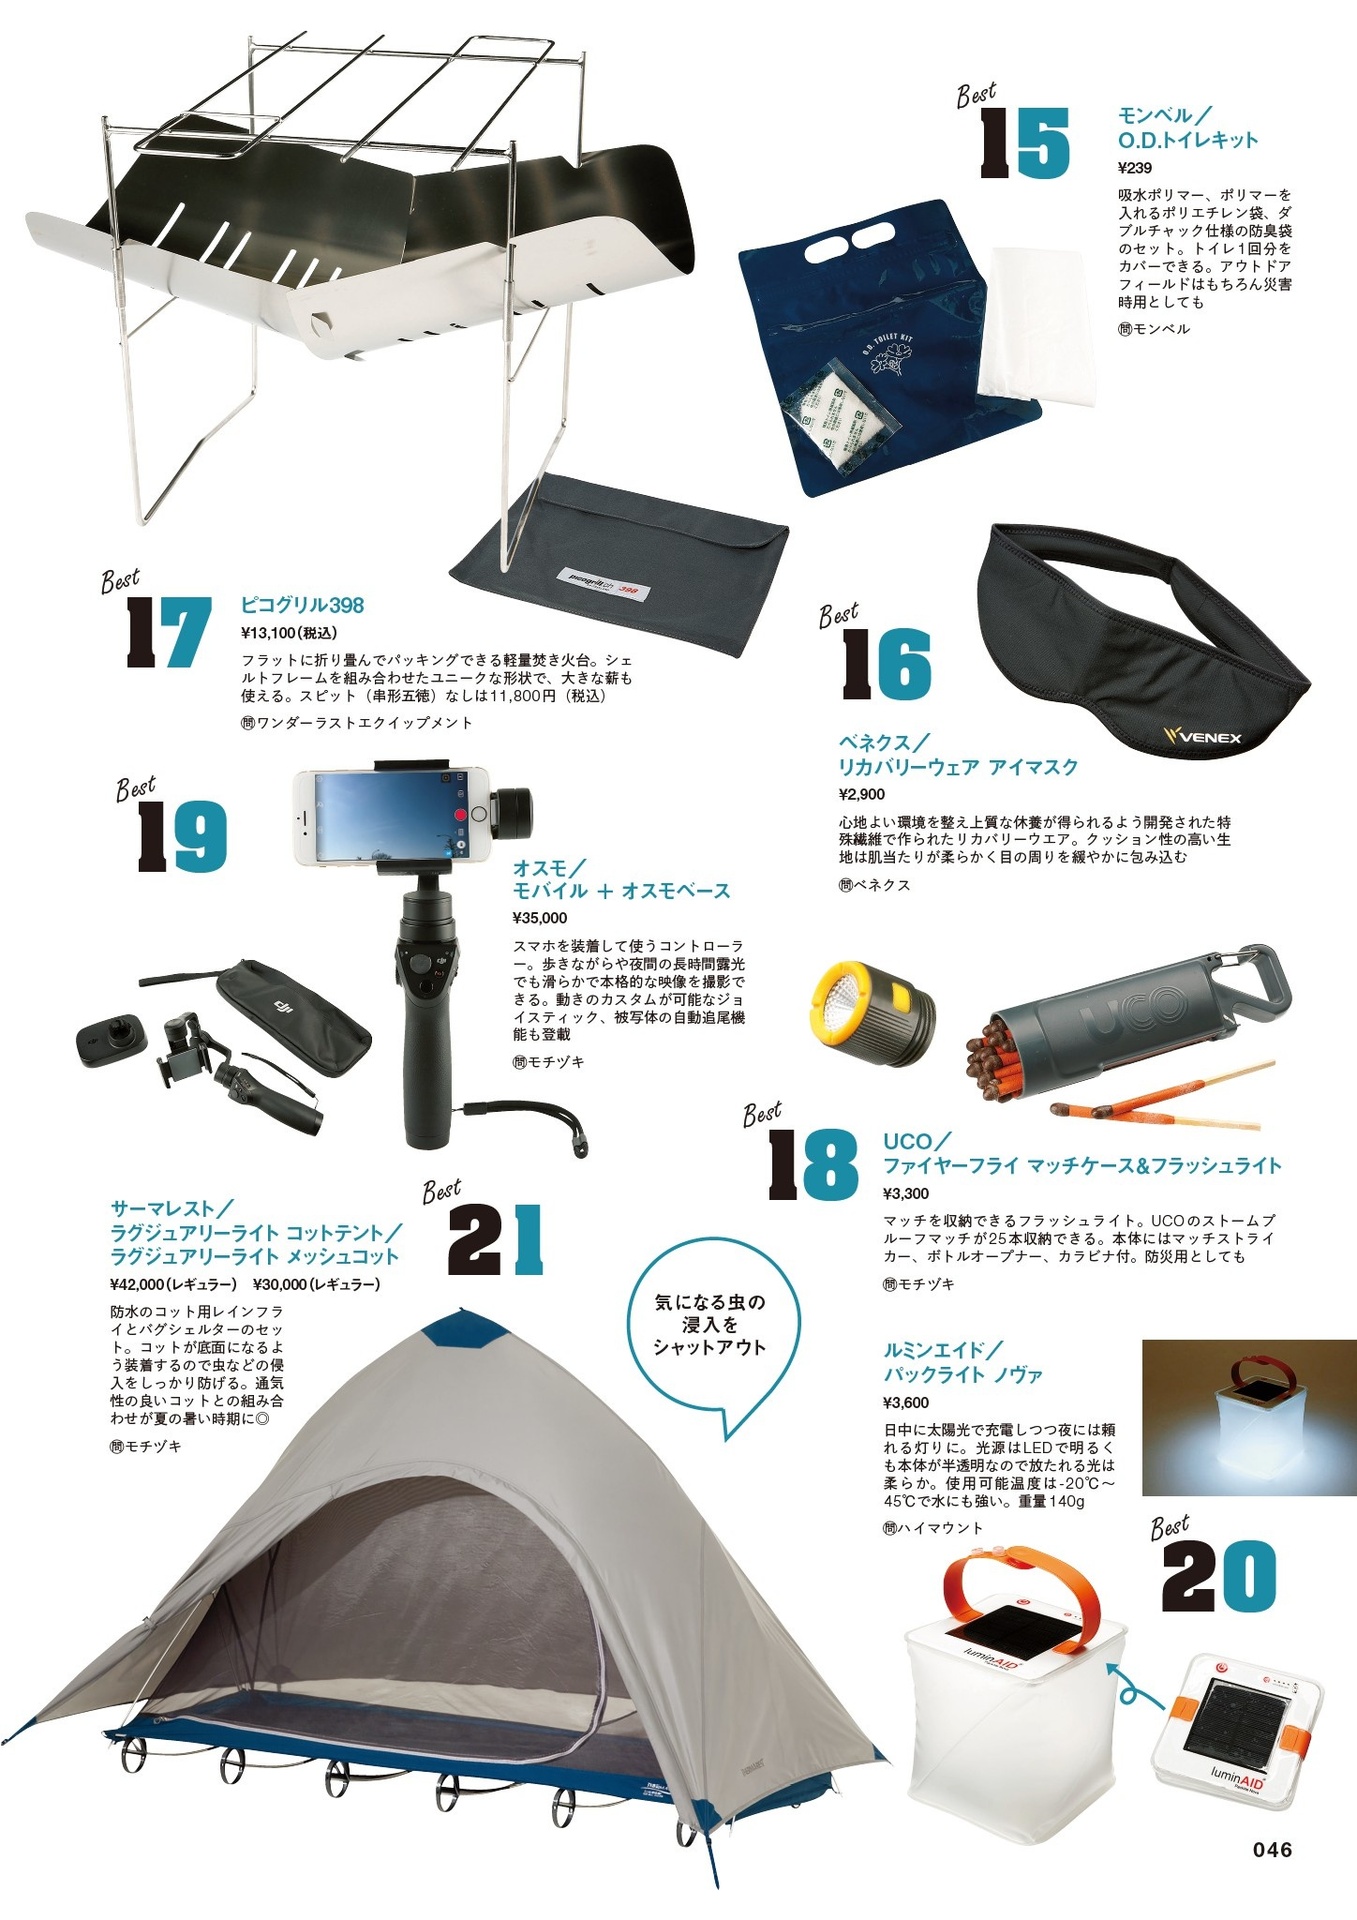 Best
15
モンベル／
O.D.トイレキット
¥239
吸水ポリマー、ポリマーを
入れるポリエチレン袋、ダ
ブルチャック仕様の防臭袋
のセット。トイレ1回分を
カバーできる。アウトドア
フィールドはもちろん災害
時用としても
㉄モンベル
O.D. TOILET KIT
picogrill.ch
398
Best
17
ピコグリル398
¥13,100（税込）
フラットに折り畳んでパッキングできる軽量焚き火台。シェ
ルトフレームを組み合わせたユニークな形状で、大きな薪も
使える。スピット（串形五徳）なしは11,800円（税込）
㉄ワンダーラストエクイップメント
Best
16
VENEX
ベネクス／
リカバリーウェア アイマスク
¥2,900
心地よい環境を整え上質な休養が得られるよう開発された特
殊繊維で作られたリカバリーウエア。クッション性の高い生
地は肌当たりが柔らかく目の周りを緩やかに包み込む
㉄ベネクス
Best
19
オスモ／
モバイル ＋ オスモベース
¥35,000
スマホを装着して使うコントローラ
ー。歩きながらや夜間の長時間露光
でも滑らかで本格的な映像を撮影で
きる。動きのカスタムが可能なジョ
イスティック、被写体の自動追尾機
能も登載
㉄モチヅキ
dji
dji
UCO
Best
18
UCO／
ファイヤーフライ マッチケース&フラッシュライト
¥3,300
マッチを収納できるフラッシュライト。UCOのストームプ
ルーフマッチが25本収納できる。本体にはマッチストライ
カー、ボトルオープナー、カラビナ付。防災用としても
㉄モチヅキ
Best
21
サーマレスト／
ラグジュアリーライト コットテント／
ラグジュアリーライト メッシュコット
¥42,000（レギュラー） ¥30,000（レギュラー）
防水のコット用レインフラ
イとバグシェルターのセッ
ト。コットが底面になるよ
う装着するので虫などの侵
入をしっかり防げる。通気
性の良いコットとの組み合
わせが夏の暑い時期に◎
㉄モチヅキ
気になる虫の
浸入を
シャットアウト
ルミンエイド／
パックライト ノヴァ
¥3,600
日中に太陽光で充電しつつ夜には頼
れる灯りに。光源はLEDで明るく
も本体が半透明なので放たれる光は
柔らか。使用可能温度は-20℃～
45℃で水にも強い。重量140g
㉄ハイマウント
Best
20
luminAID
luminAID
046